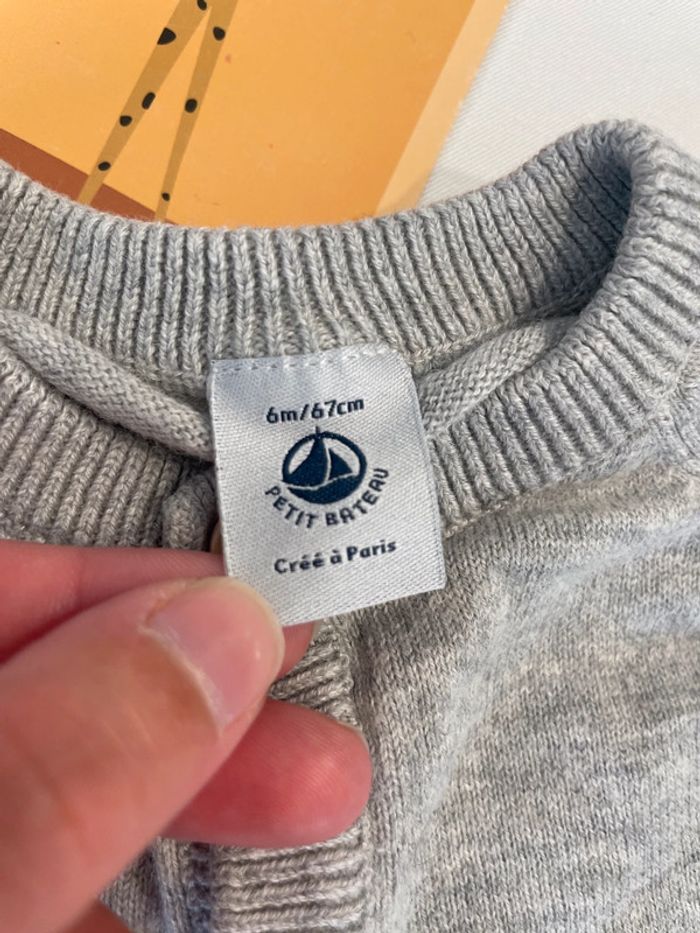 6m/67cm
PETIT BATEAU
Créé à Paris